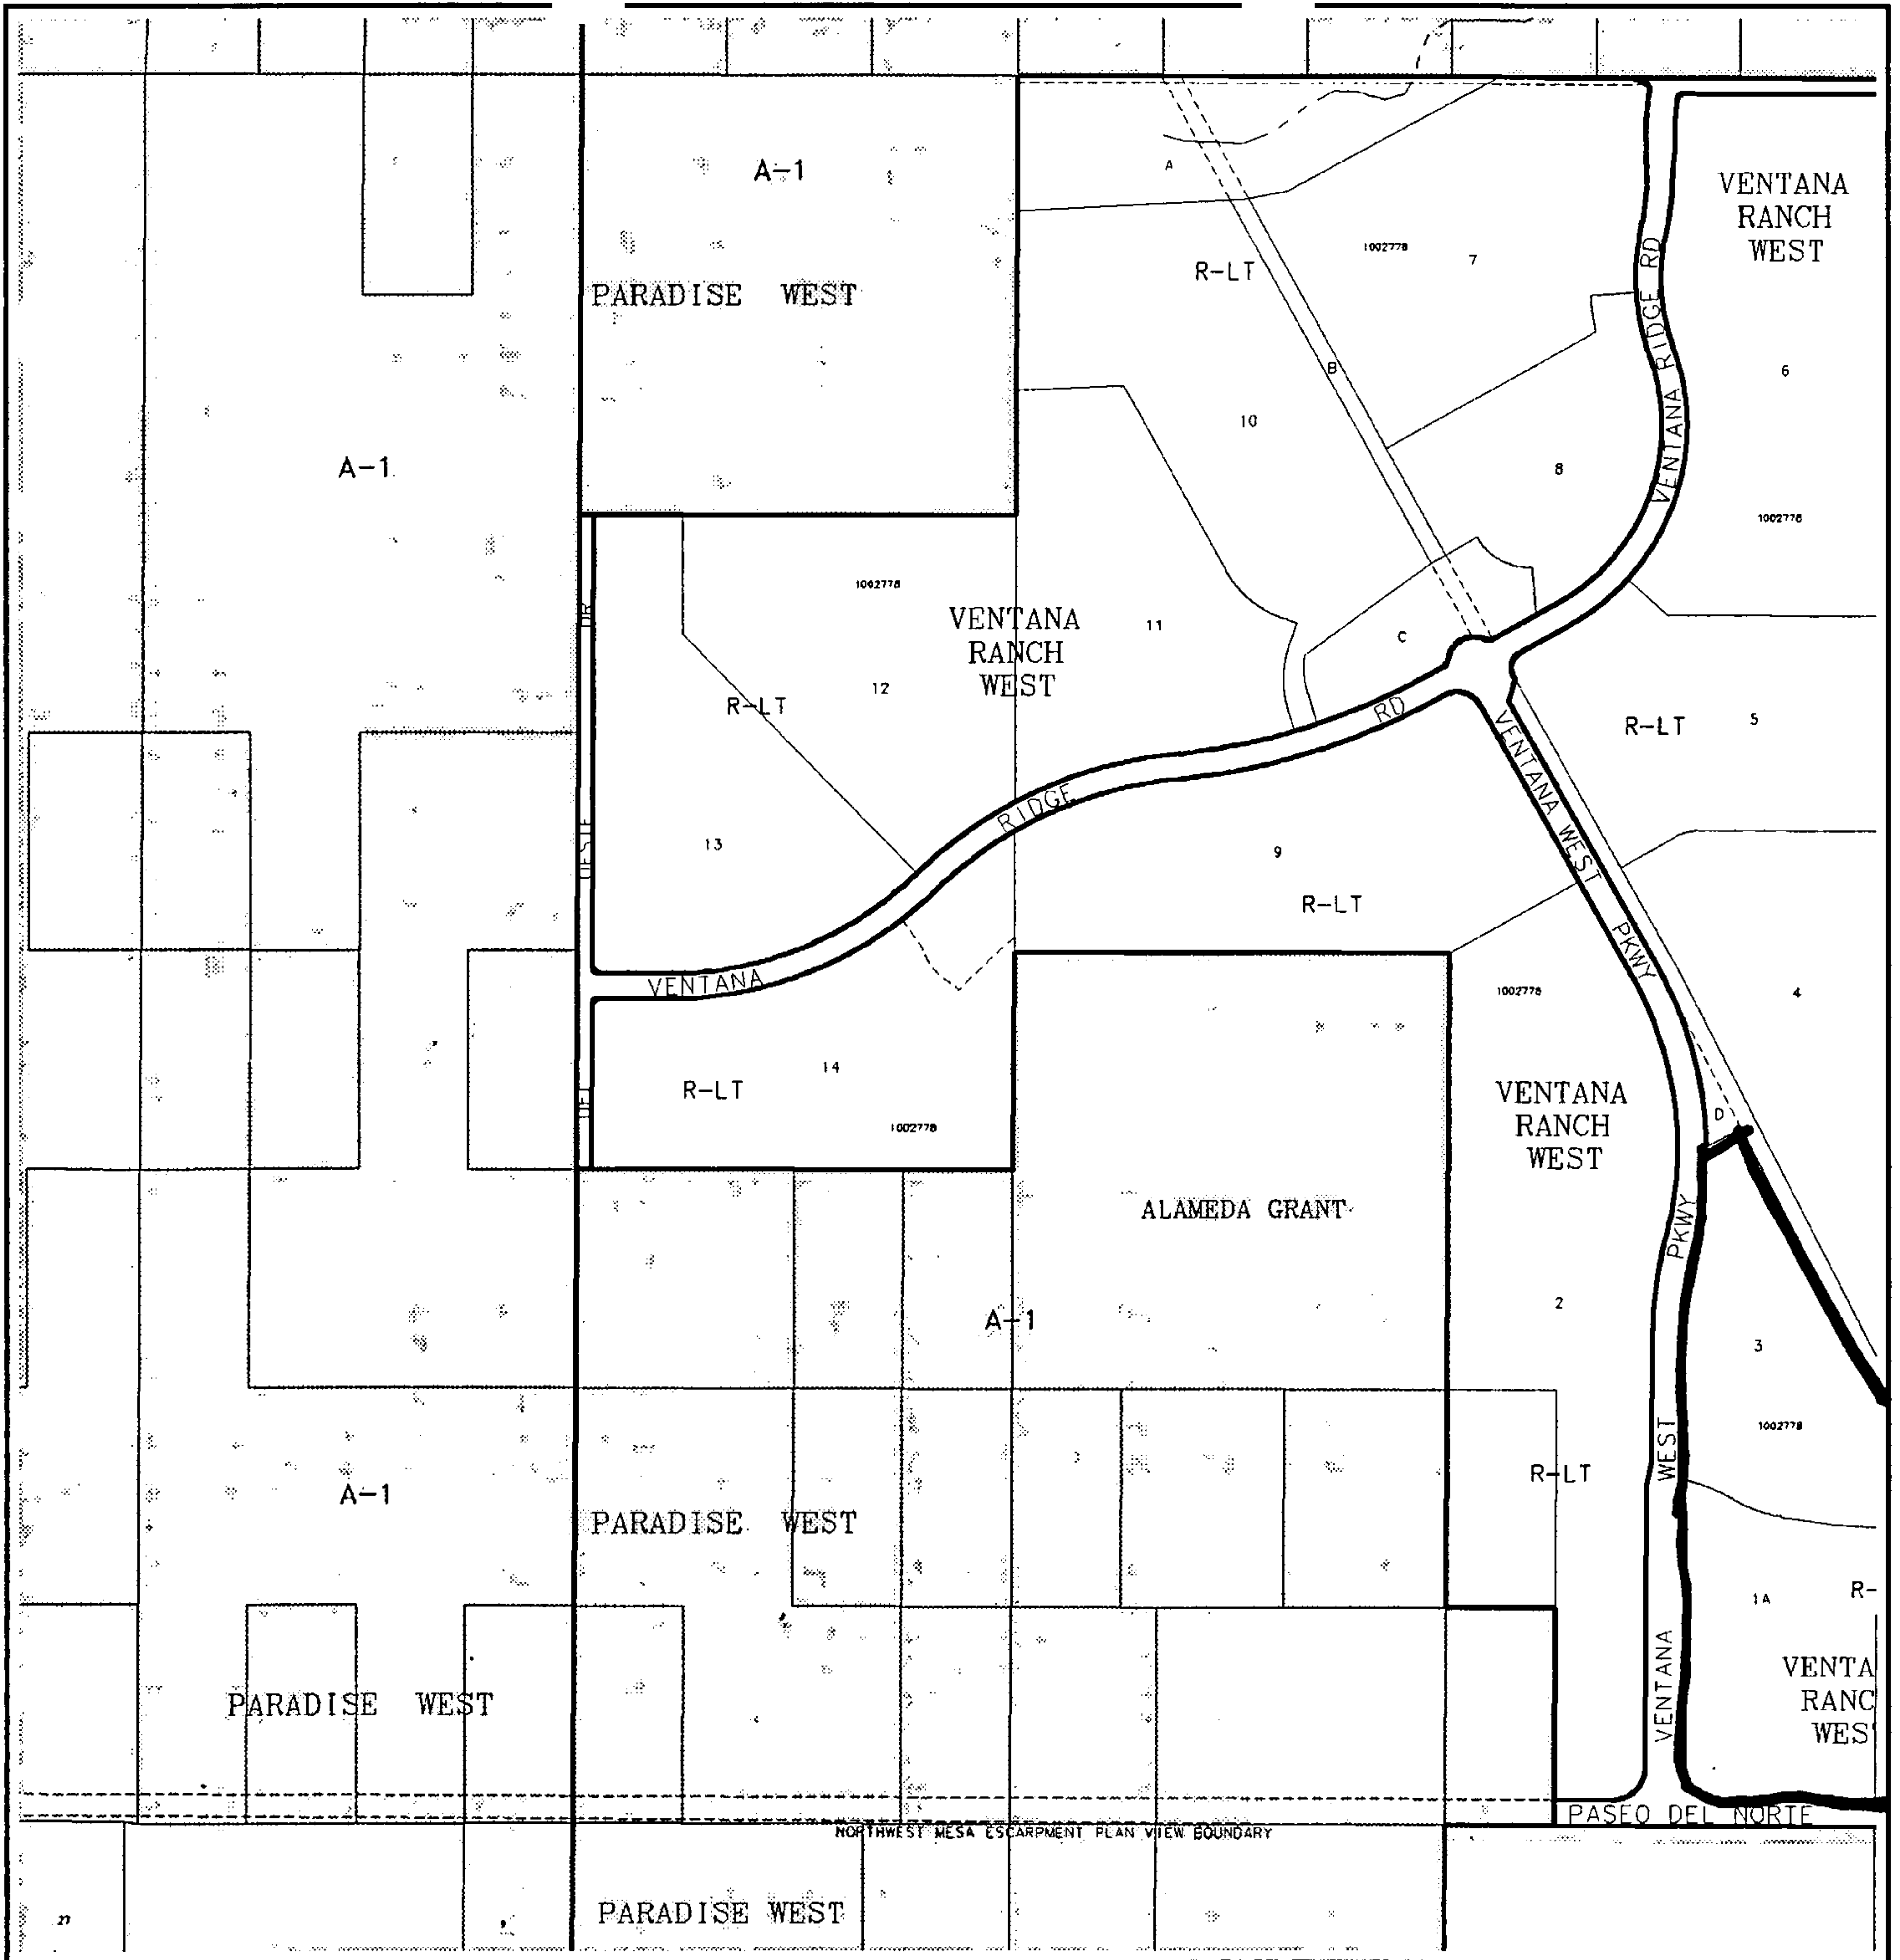 A-1
VENTANA
RANCH
WEST
A
1002778
7
R-LT
PARADISE WEST
VENTANA RIDGE RD
B
6
10
A-1
8
1002778
1002778
DR
VENTANA
RANCH
WEST
11
C
12
R-LT
RD
5
R-LT
VENTANA WEST PKWY
RIDGE
13
OESTE
9
R-LT
VENTANA
1002778
4
14
R-LT
DEL
1002778
VENTANA
RANCH
WEST
D
ALAMEDA GRANT
PKWY
2
A-1
3
1002778
WEST
R-LT
A-1
PARADISE WEST
1A
R-
VENTANA
VENTA
RANC
WES
PARADISE WEST
PASEO DEL NORTE
NORTHWEST MESA ESCARPMENT PLAN VIEW BOUNDARY
PARADISE WEST
27